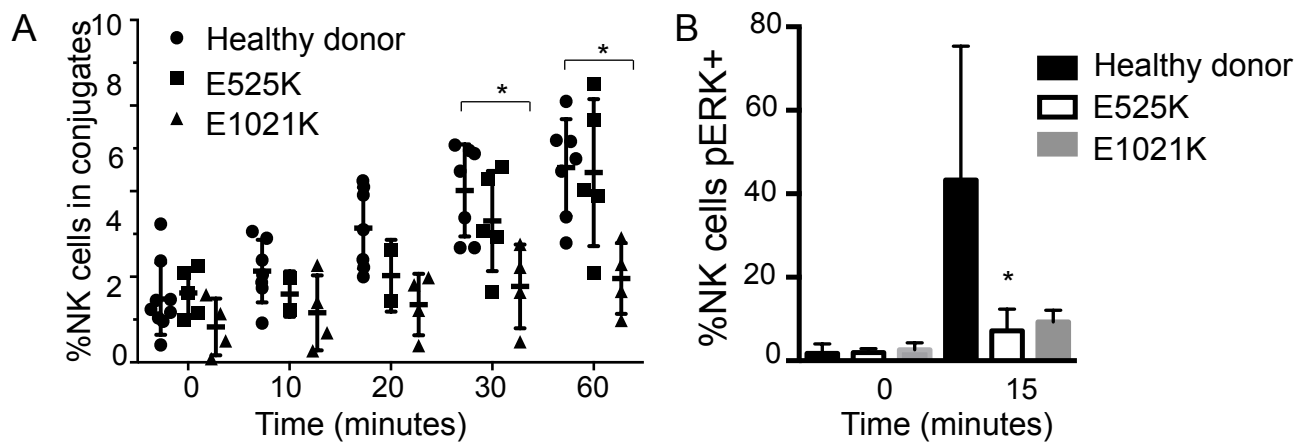 A
10
8
6
4
2
0
%NK cells in conjugates
Healthy donor
E525K
E1021K
*
*
0
10
20
30
60
Time (minutes)
B
80
60
40
20
0
%NK cells pERK+
Healthy donor
E525K
E1021K
*
0
15
Time (minutes)